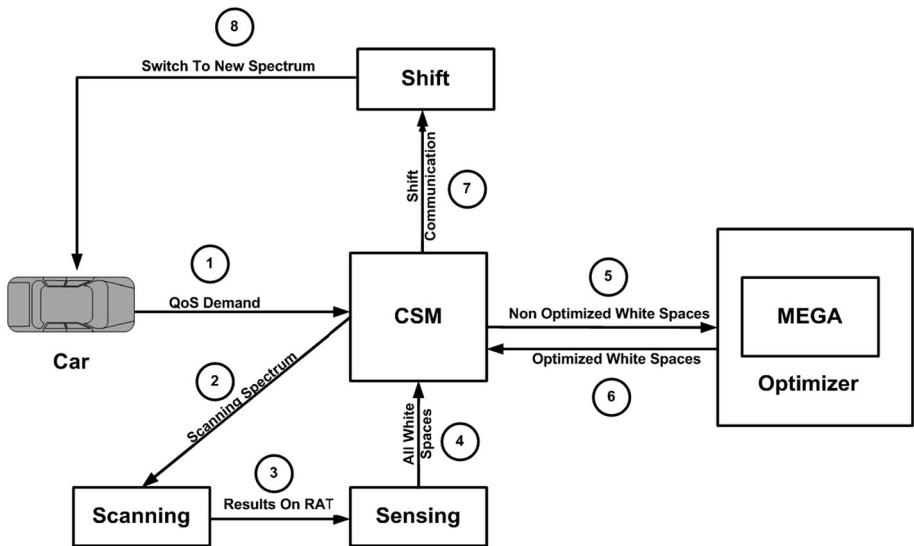 8
Switch To New Spectrum
Shift
Shift
Communication
7
1
QoS Demand
Car
CSM
5
Non Optimized White Spaces
Optimized White Spaces
6
MEGA
Optimizer
2
Scanning Spectrum
All White
Spaces
4
3
Results On RAT
Scanning
Sensing